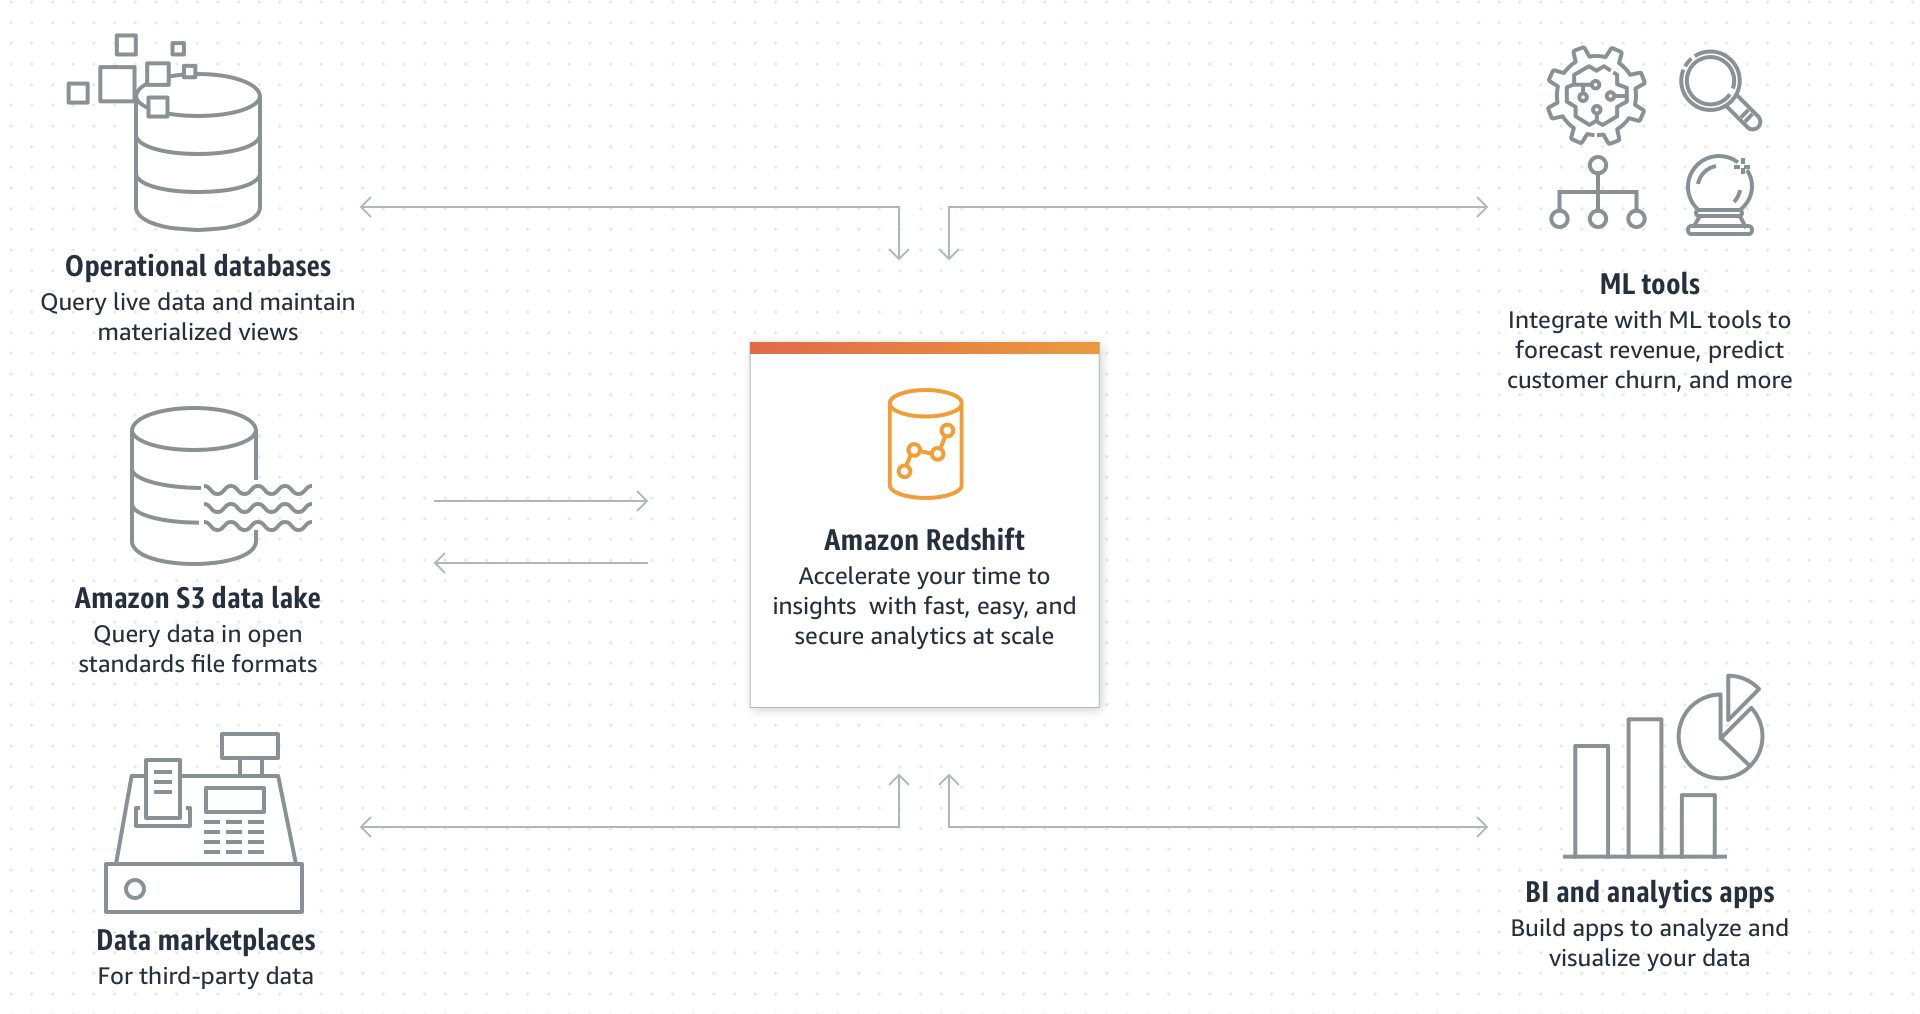 Operational databases
Query live data and maintain
materialized views
Amazon S3 data lake
Query data in open
standards file formats
Data marketplaces
For third-party data
Amazon Redshift
Accelerate your time to
insights  with fast, easy, and
secure analytics at scale
ML tools
Integrate with ML tools to
forecast revenue, predict
customer churn, and more
BI and analytics apps
Build apps to analyze and
visualize your data